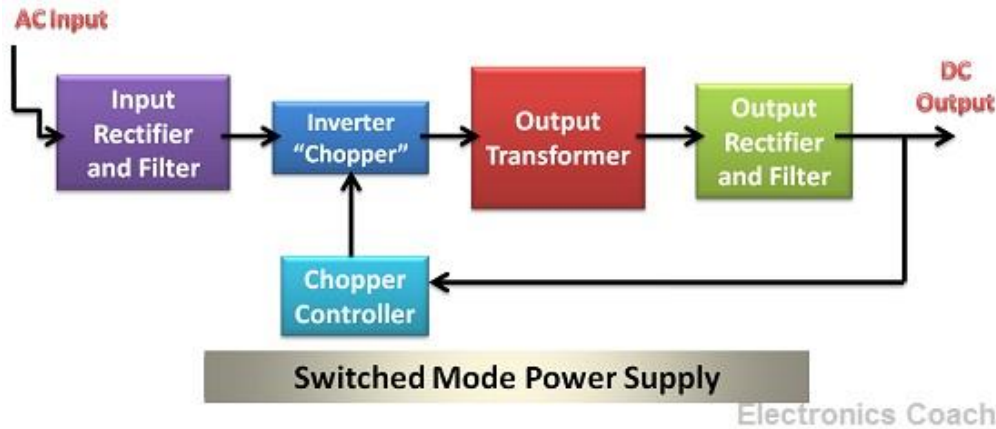 AC Input
Input
Rectifier
and Filter
Inverter
“Chopper”
Output
Transformer
Output
Rectifier
and Filter
DC
Output
Chopper
Controller
Switched Mode Power Supply
Electronics Coach